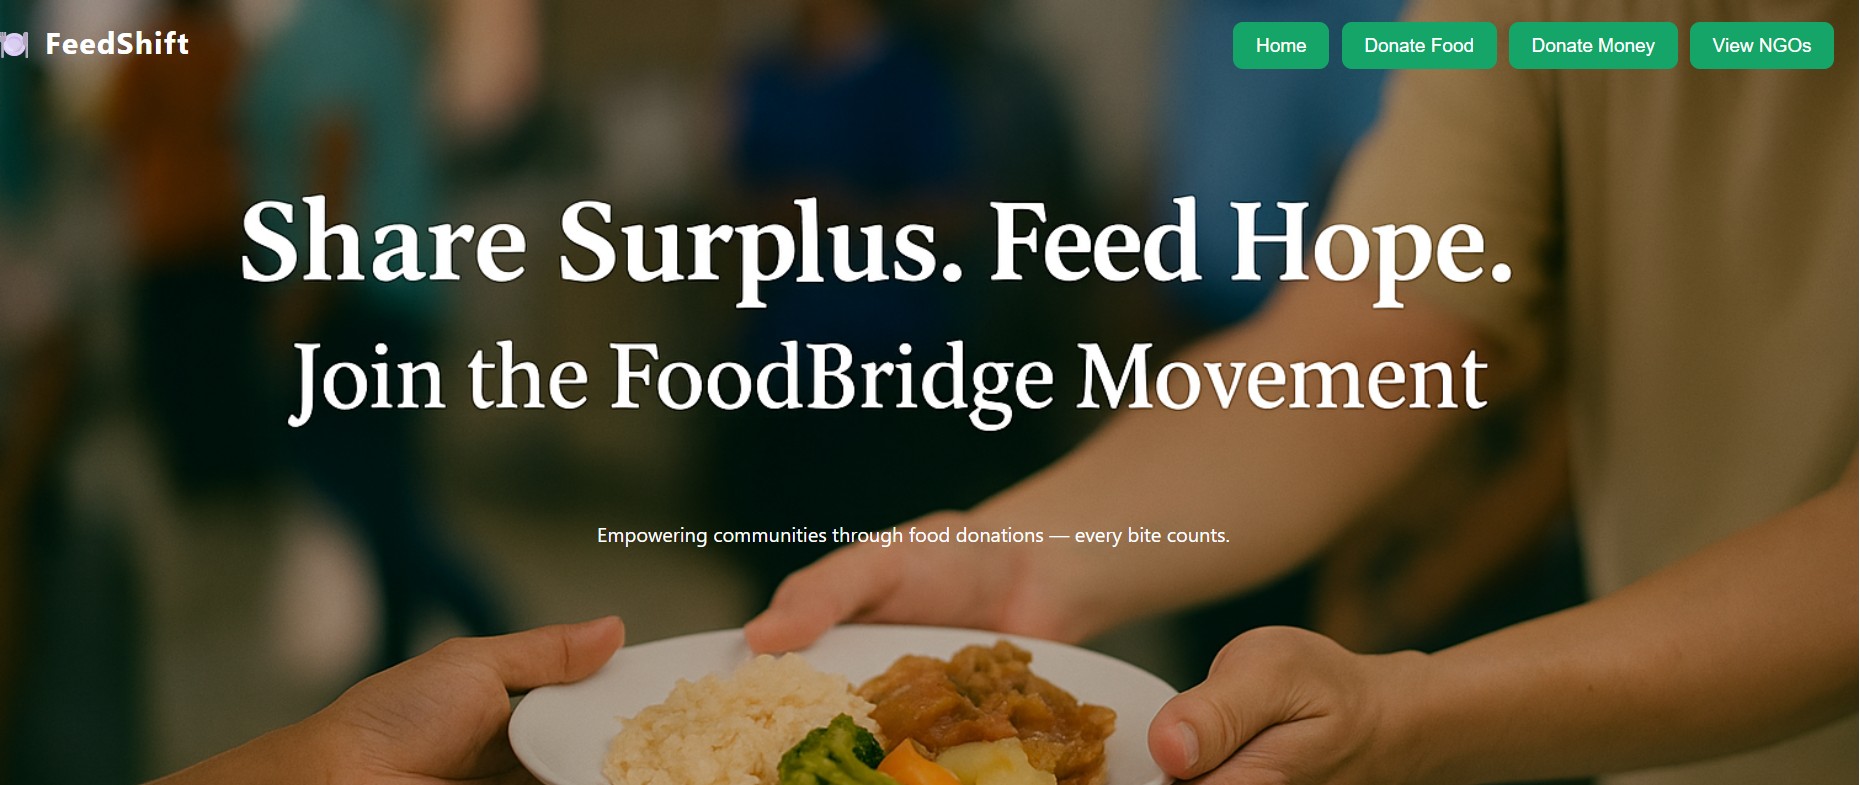 FeedShift
Home
Donate Food
Donate Money
View NGOs
Share Surplus. Feed Hope.
Join the FoodBridge Movement
Empowering communities through food donations — every bite counts.